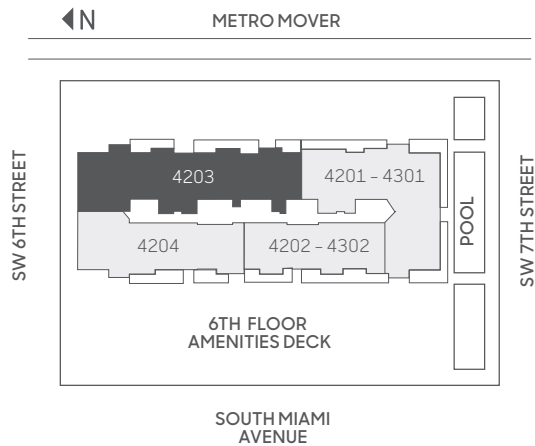 N
METRO MOVER
SW 6TH STREET
4203
4201 – 4301
4204
4202 – 4302
POOL
SW 7TH STREET
6TH FLOOR
AMENITIES DECK
SOUTH MIAMI
AVENUE